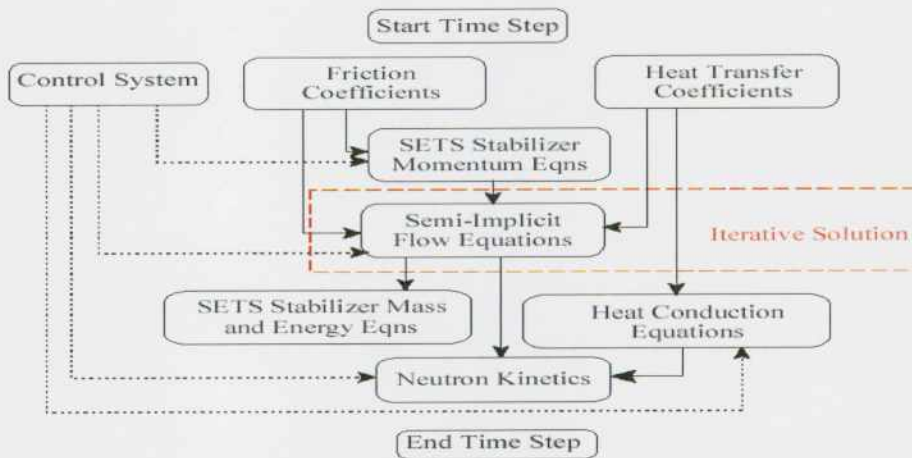 Start Time Step
Control System
Friction
Coefficients
Heat Transfer
Coefficients
SETS Stabilizer
Momentum Eqns
Semi-Implicit
Flow Equations
Iterative Solution
SETS Stabilizer Mass
and Energy Eqns
Heat Conduction
Equations
Neutron Kinetics
End Time Step